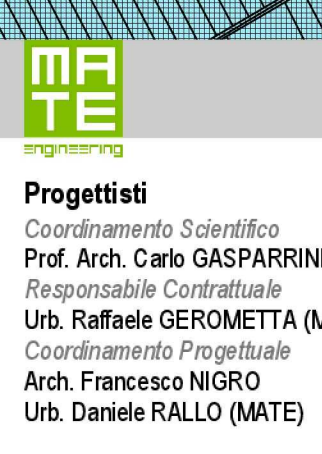 MA
TE
engineering
Progettisti
Coordinamento Scientifico
Prof. Arch. Carlo GASPARRINI
Responsabile Contrattuale
Urb. Raffaele GEROMETTA (M
Coordinamento Progettuale
Arch. Francesco NIGRO
Urb. Daniele RALLO (MATE)